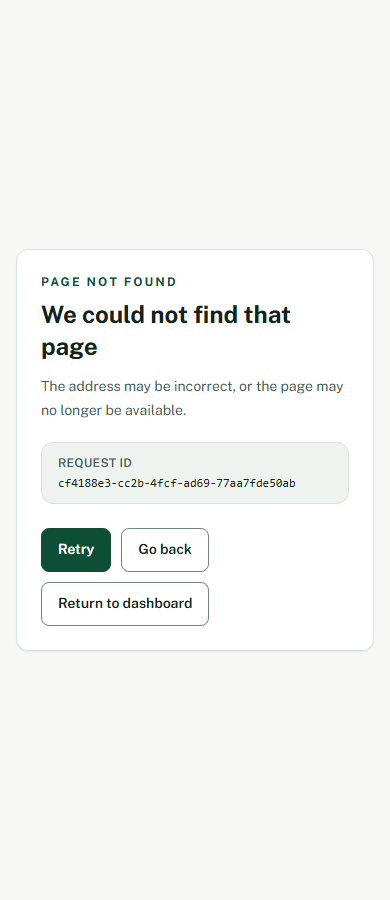 PAGE NOT FOUND
We could not find that
page
The address may be incorrect, or the page may
no longer be available.
REQUEST ID
cf4188e3-cc2b-4fcf-ad69-77aa7fde50ab
Retry
Go back
Return to dashboard